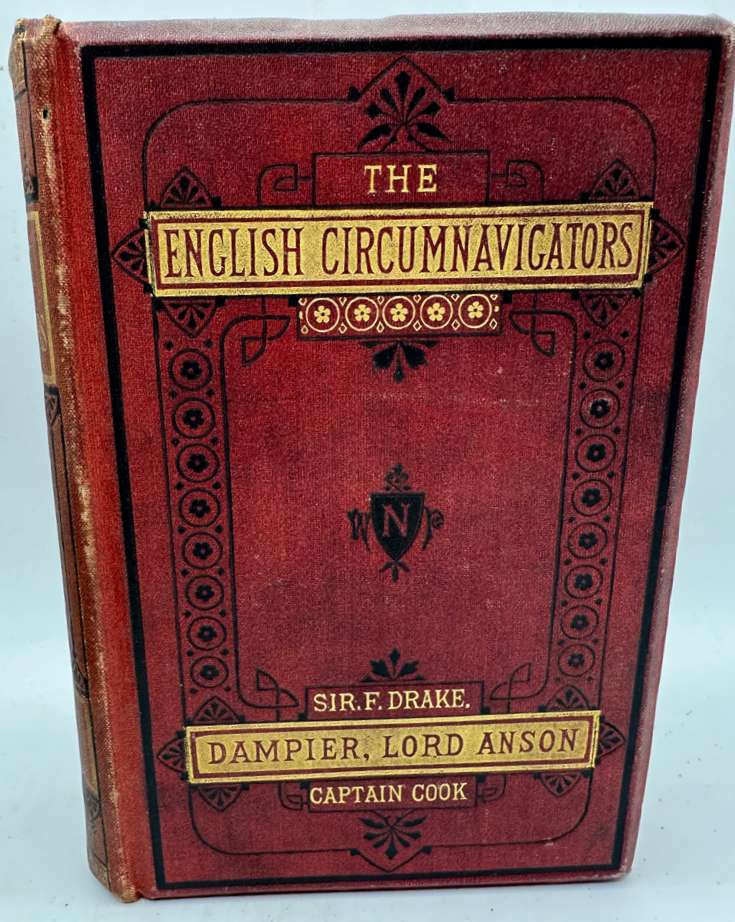 THE
ENGLISH CIRCUMNAVIGATORS
W N P
SIR.F. DRAKE.
DAMPIER, LORD ANSON
CAPTAIN COOK